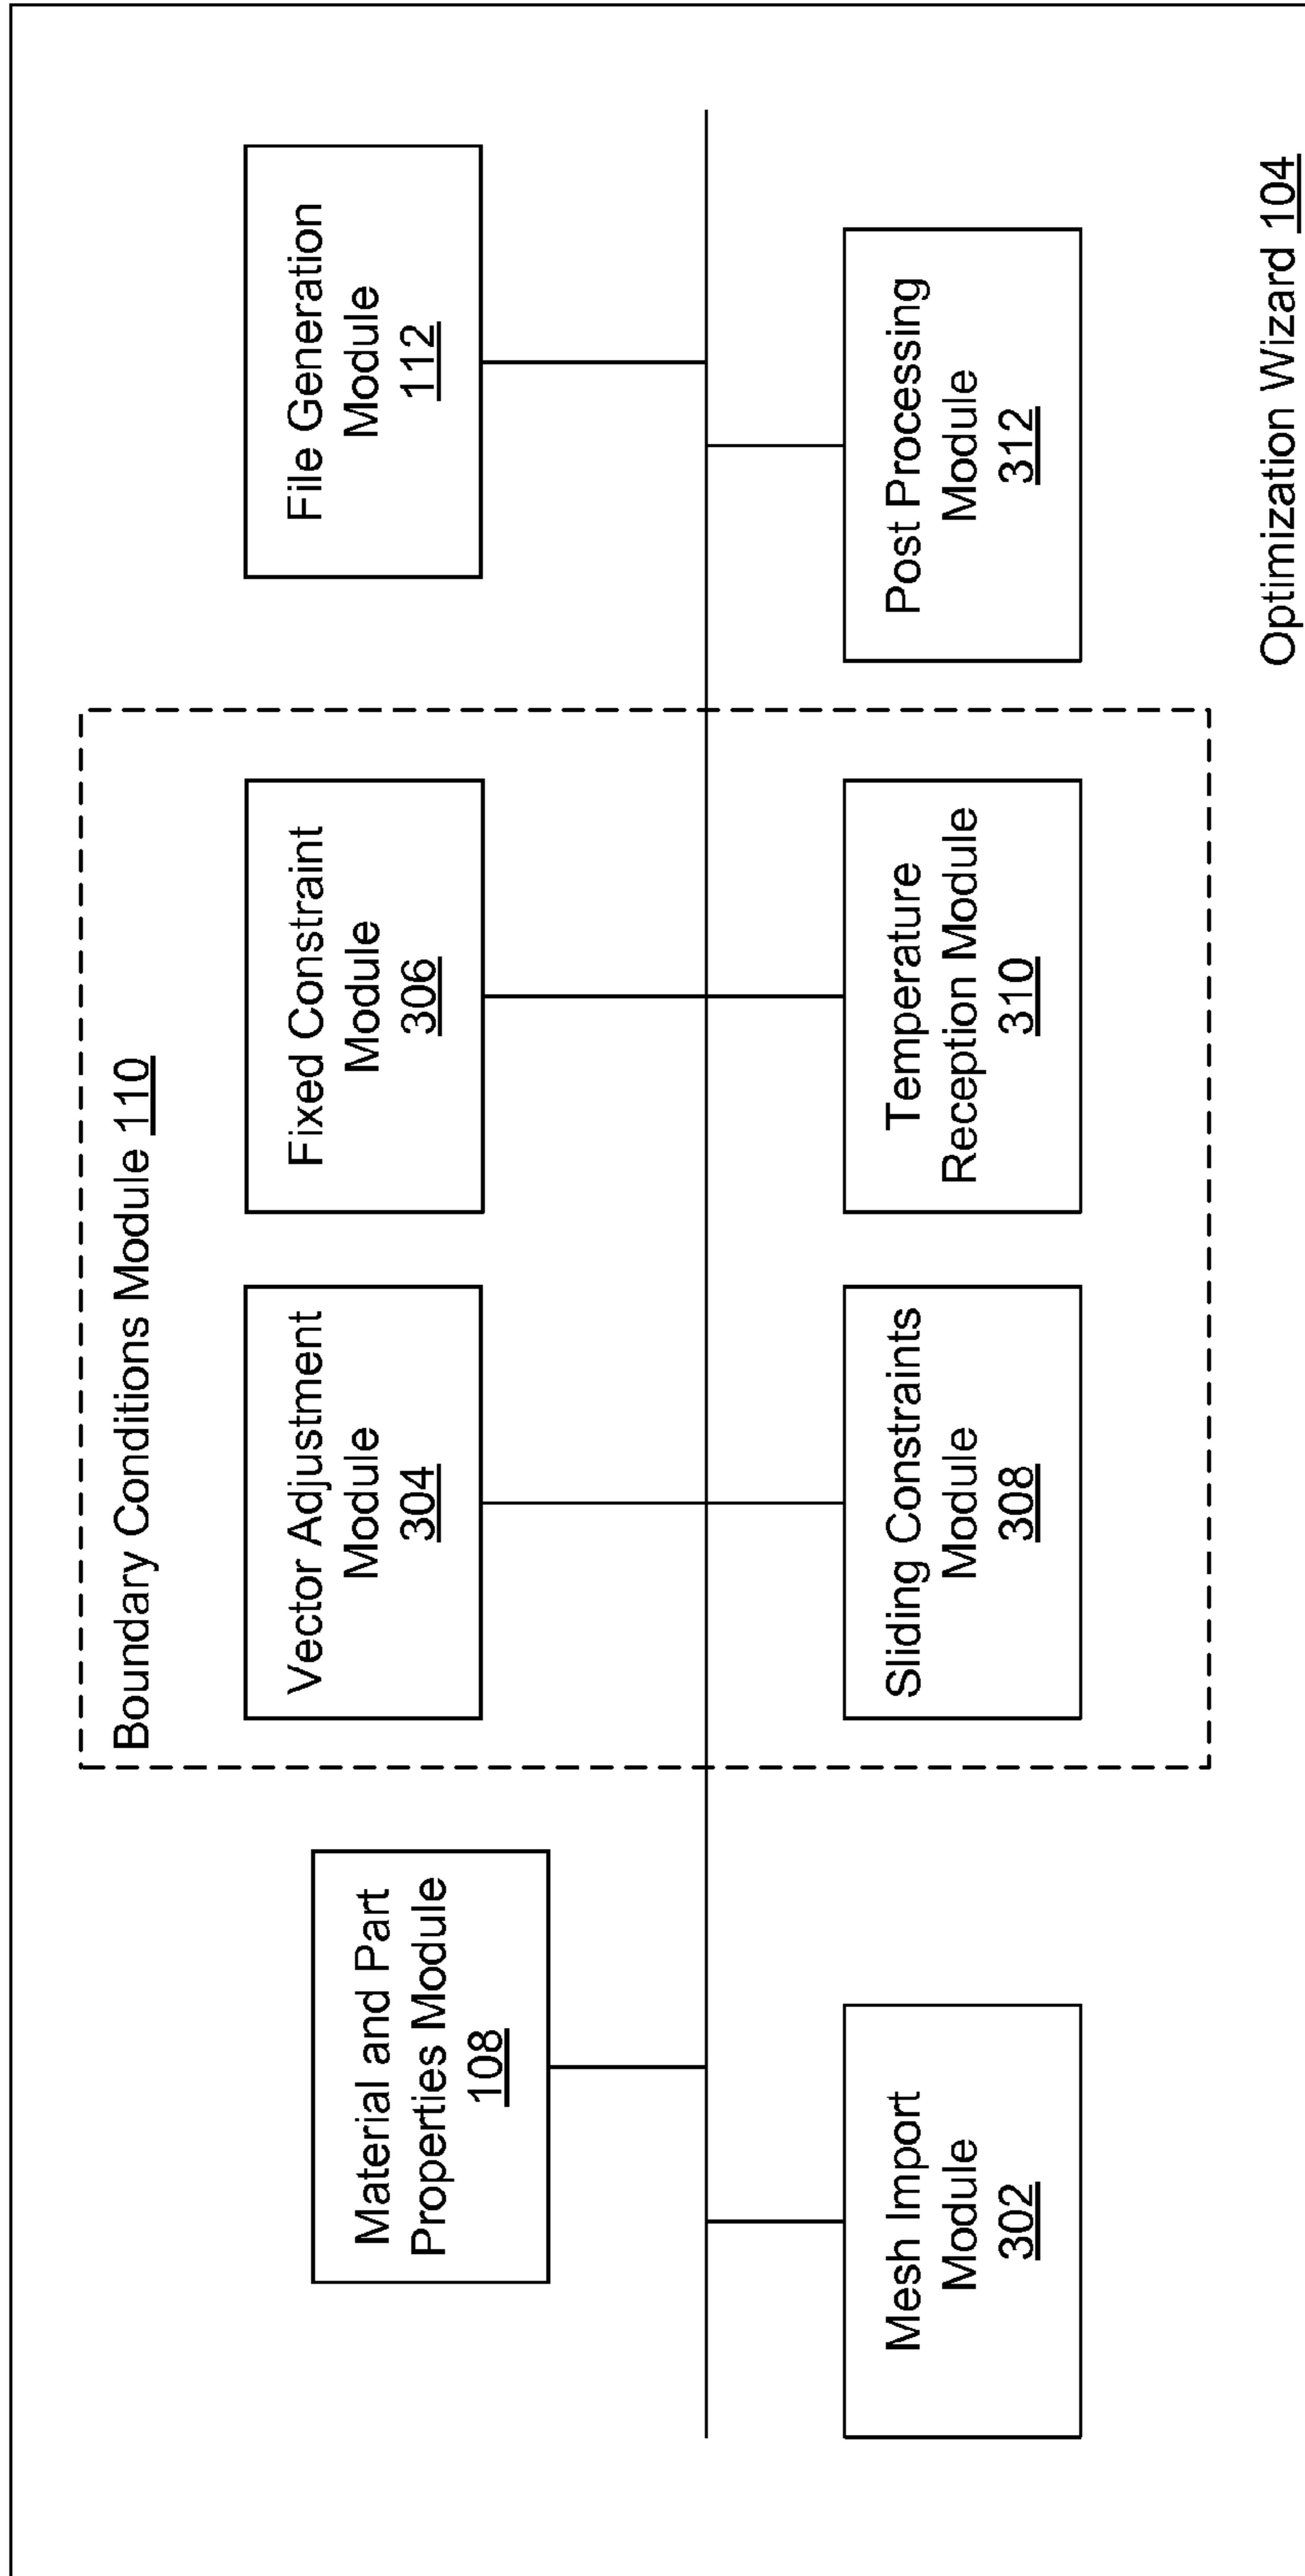 Boundary Conditions Module 110
Material and Part
Properties Module
108
Vector Adjustment
Module
304
Fixed Constraint
Module
306
File Generation
Module
112
Mesh Import
Module
302
Sliding Constraints
Module
308
Temperature
Reception Module
310
Post Processing
Module
312
Optimization Wizard 104